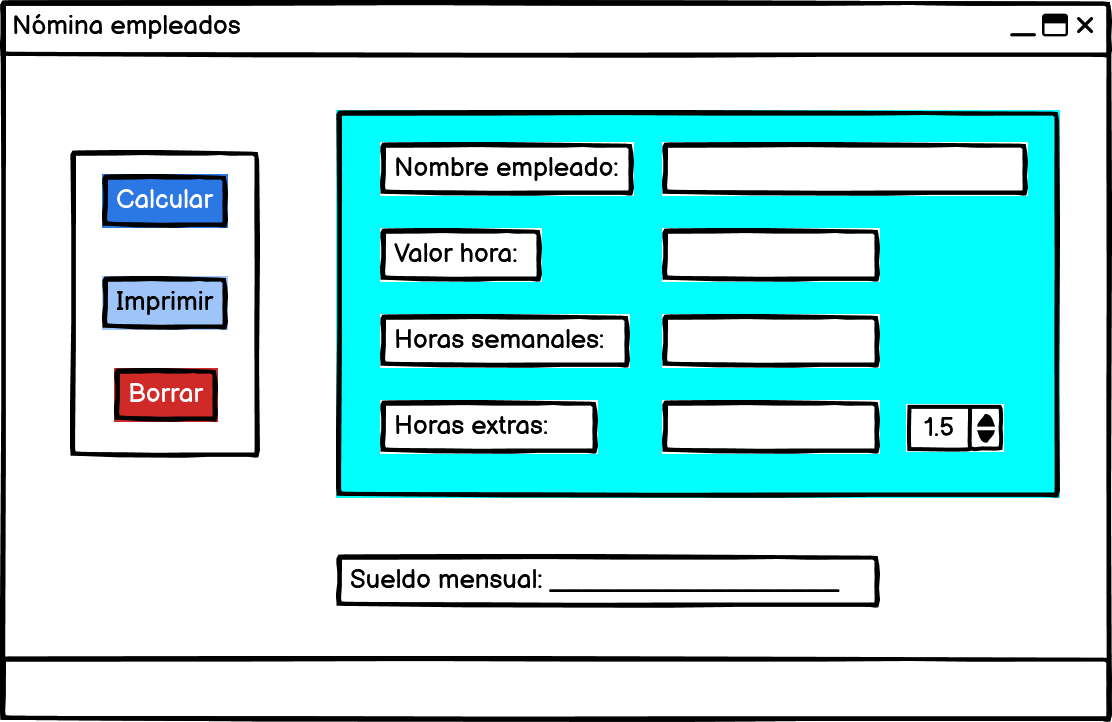 Nómina empleados
Calcular
Imprimir
Borrar
Nombre empleado:
Valor hora:
Horas semanales:
Horas extras:
1.5
Sueldo mensual: ____________________